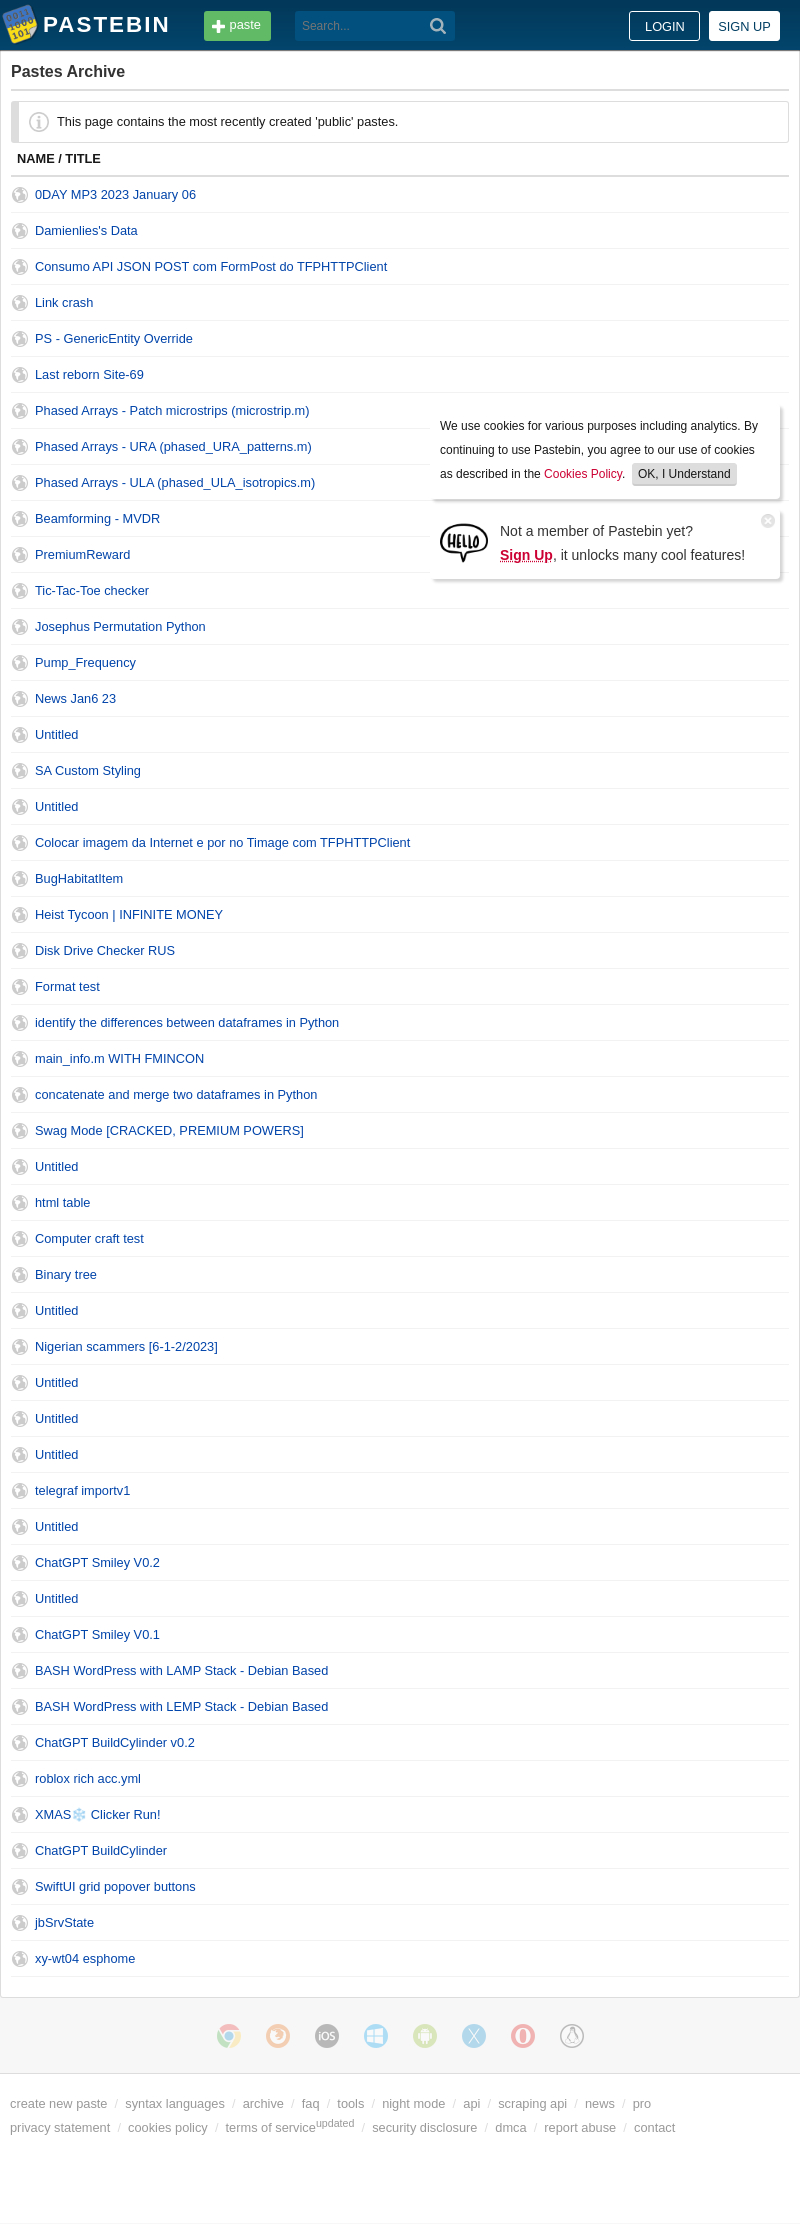 PASTEBIN
paste
Search...
LOGIN
SIGN UP
Pastes Archive
This page contains the most recently created 'public' pastes.
NAME / TITLE
0DAY MP3 2023 January 06
Damienlies's Data
Consumo API JSON POST com FormPost do TFPHTTPClient
Link crash
PS - GenericEntity Override
Last reborn Site-69
Phased Arrays - Patch microstrips (microstrip.m)
Phased Arrays - URA (phased_URA_patterns.m)
Phased Arrays - ULA (phased_ULA_isotropics.m)
Beamforming - MVDR
PremiumReward
We use cookies for various purposes including analytics. By
continuing to use Pastebin, you agree to our use of cookies
as described in the Cookies Policy. OK, I Understand
HELLO
Not a member of Pastebin yet?
Sign Up, it unlocks many cool features!
Tic-Tac-Toe checker
Josephus Permutation Python
Pump_Frequency
News Jan6 23
Untitled
SA Custom Styling
Untitled
Colocar imagem da Internet e por no Timage com TFPHTTPClient
BugHabitatItem
Heist Tycoon | INFINITE MONEY
Disk Drive Checker RUS
Format test
identify the differences between dataframes in Python
main_info.m WITH FMINCON
concatenate and merge two dataframes in Python
Swag Mode [CRACKED, PREMIUM POWERS]
Untitled
html table
Computer craft test
Binary tree
Untitled
Nigerian scammers [6-1-2/2023]
Untitled
Untitled
Untitled
telegraf importv1
Untitled
ChatGPT Smiley V0.2
Untitled
ChatGPT Smiley V0.1
BASH WordPress with LAMP Stack - Debian Based
BASH WordPress with LEMP Stack - Debian Based
ChatGPT BuildCylinder v0.2
roblox rich acc.yml
XMAS❄️ Clicker Run!
ChatGPT BuildCylinder
SwiftUI grid popover buttons
jbSrvState
xy-wt04 esphome
iOS
create new paste / syntax languages / archive / faq / tools / night mode / api / scraping api / news / pro
privacy statement / cookies policy / terms of serviceupdated / security disclosure / dmca / report abuse / contact